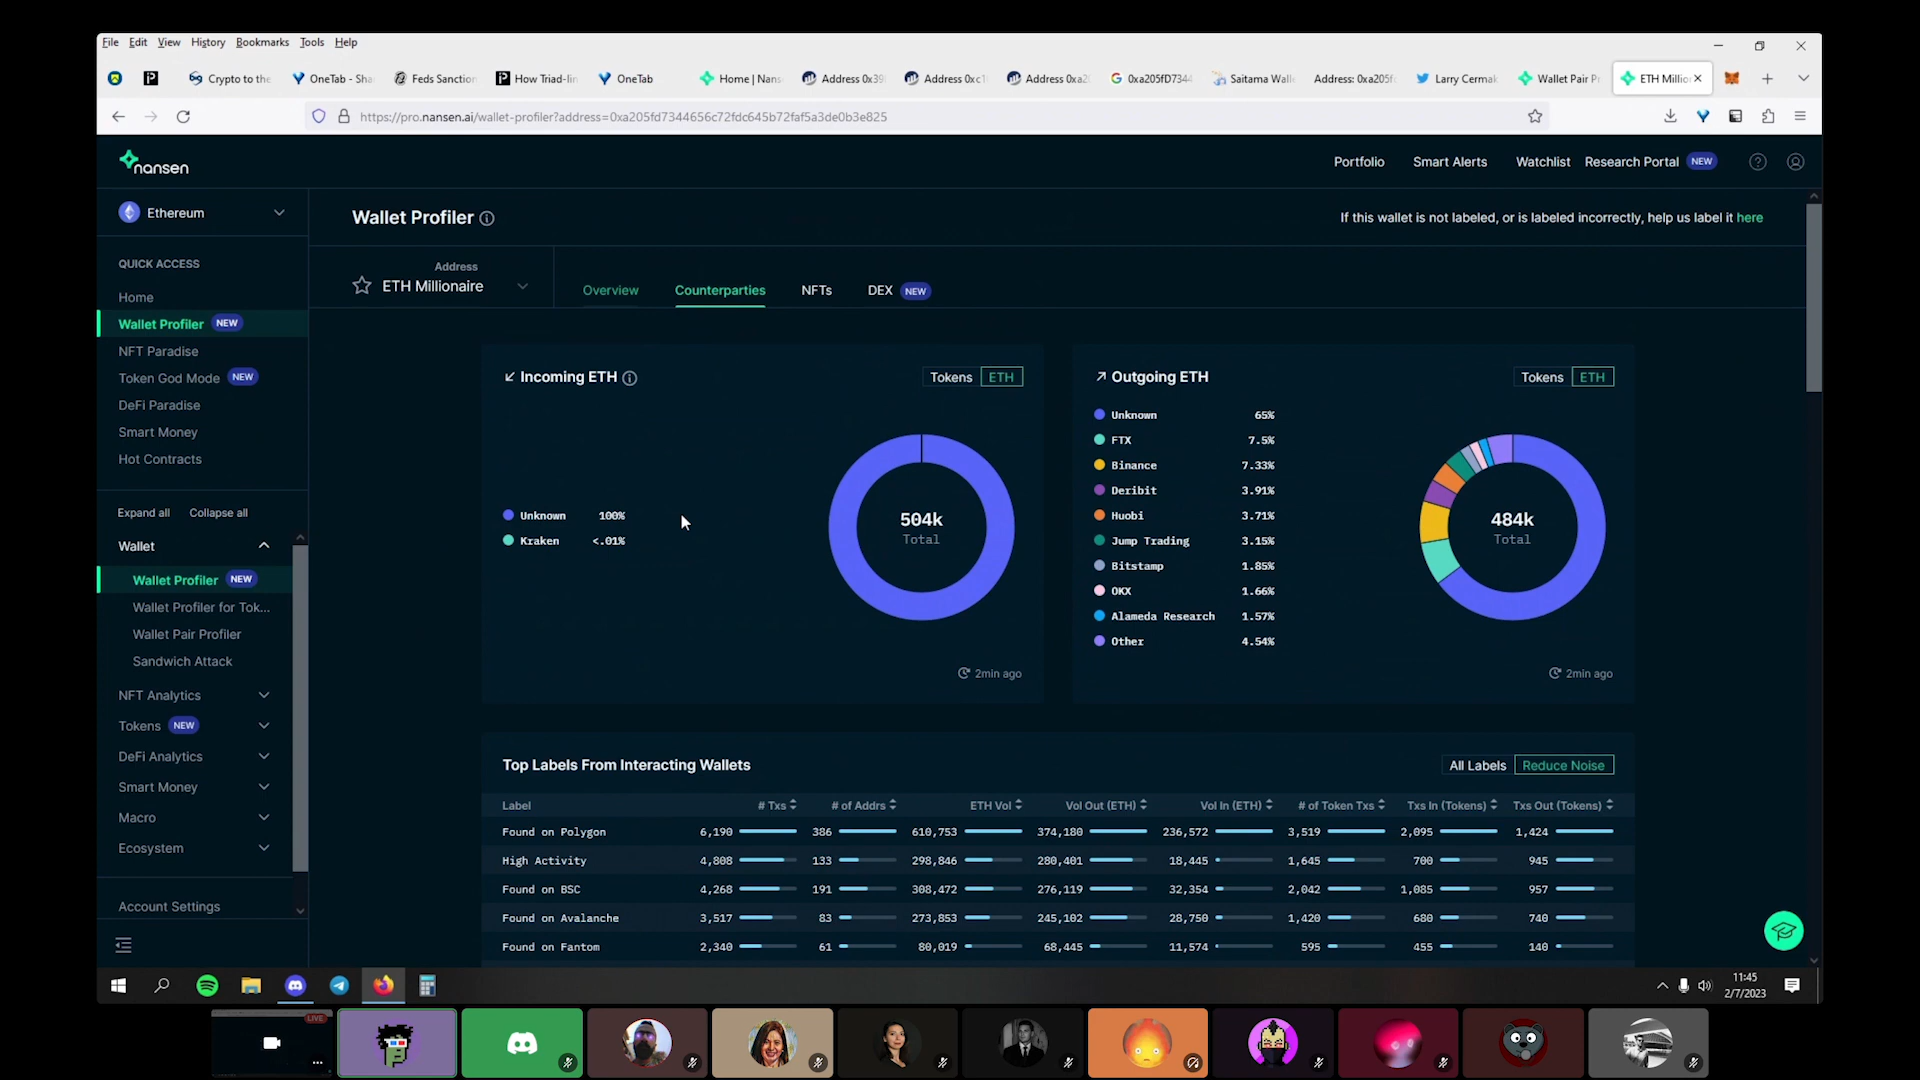 File Edit View History Bookmarks Tools Help
Crypto to the
OneTab - Sha
Feds Sanction
How Triad-lin
OneTab
Home | Nans
Address 0x39
Address 0xc1
Address 0xa2
0xa205fD7344
Saitama Walle
Address: 0xa205f
Larry Cermak
Wallet Pair Pr
ETH Millio
https://pro.nansen.ai/wallet-profiler?address=0xa205fd7344656c72fdc645b72faf5a3de0b3e825
nansen
Portfolio Smart Alerts Watchlist Research Portal NEW
Ethereum
Wallet Profiler
If this wallet is not labeled, or is labeled incorrectly, help us label it here
QUICK ACCESS
Home
Wallet Profiler NEW
NFT Paradise
Token God Mode NEW
DeFi Paradise
Smart Money
Hot Contracts
Expand all Collapse all
Wallet
Wallet Profiler NEW
Wallet Profiler for Tok...
Wallet Pair Profiler
Sandwich Attack
NFT Analytics
Tokens NEW
DeFi Analytics
Smart Money
Macro
Ecosystem
Account Settings
Address
ETH Millionaire
Overview Counterparties NFTs DEX NEW
Incoming ETH
Tokens ETH
Unknown 100%
Kraken <.01%
504k
Total
2min ago
Outgoing ETH
Tokens ETH
Unknown 65%
FTX 7.5%
Binance 7.33%
Deribit 3.91%
Huobi 3.71%
Jump Trading 3.15%
Bitstamp 1.85%
OKX 1.66%
Alameda Research 1.57%
Other 4.54%
484k
Total
2min ago
Top Labels From Interacting Wallets
All Labels Reduce Noise
Label # Txs # of Addrs ETH Vol Vol Out (ETH) Vol In (ETH) # of Token Txs Txs In (Tokens) Txs Out (Tokens)
Found on Polygon 6,190 386 610,753 374,180 236,572 3,519 2,095 1,424
High Activity 4,808 133 298,846 280,401 18,445 1,645 700 945
Found on BSC 4,268 191 308,472 276,119 32,354 2,042 1,085 957
Found on Avalanche 3,517 83 273,853 245,102 28,750 1,420 680 740
Found on Fantom 2,340 61 80,019 68,445 11,574 595 455 140
11:45
2/7/2023
LIVE